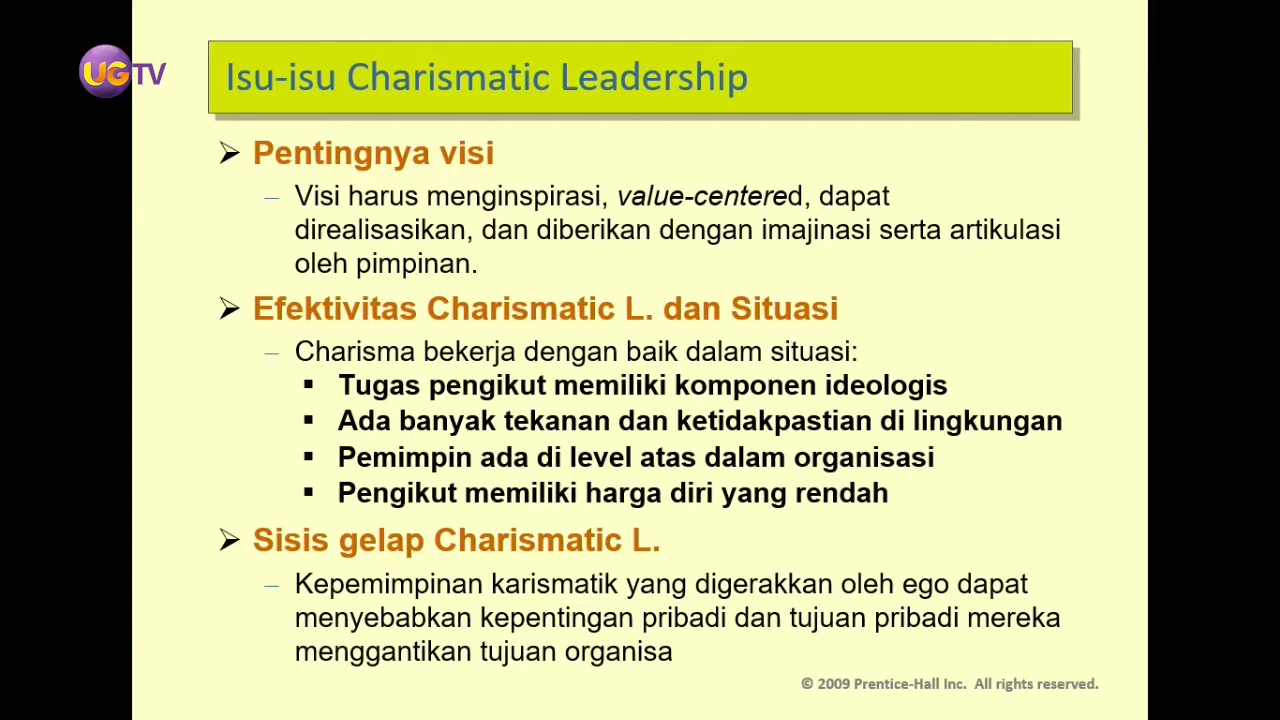 UGTV
Isu-isu Charismatic Leadership
➢ Pentingnya visi
– Visi harus menginspirasi, value-centered, dapat
direalisasikan, dan diberikan dengan imajinasi serta artikulasi
oleh pimpinan.
➢ Efektivitas Charismatic L. dan Situasi
– Charisma bekerja dengan baik dalam situasi:
▪ Tugas pengikut memiliki komponen ideologis
▪ Ada banyak tekanan dan ketidakpastian di lingkungan
▪ Pemimpin ada di level atas dalam organisasi
▪ Pengikut memiliki harga diri yang rendah
➢ Sisis gelap Charismatic L.
– Kepemimpinan karismatik yang digerakkan oleh ego dapat
menyebabkan kepentingan pribadi dan tujuan pribadi mereka
menggantikan tujuan organisa
© 2009 Prentice-Hall Inc. All rights reserved.